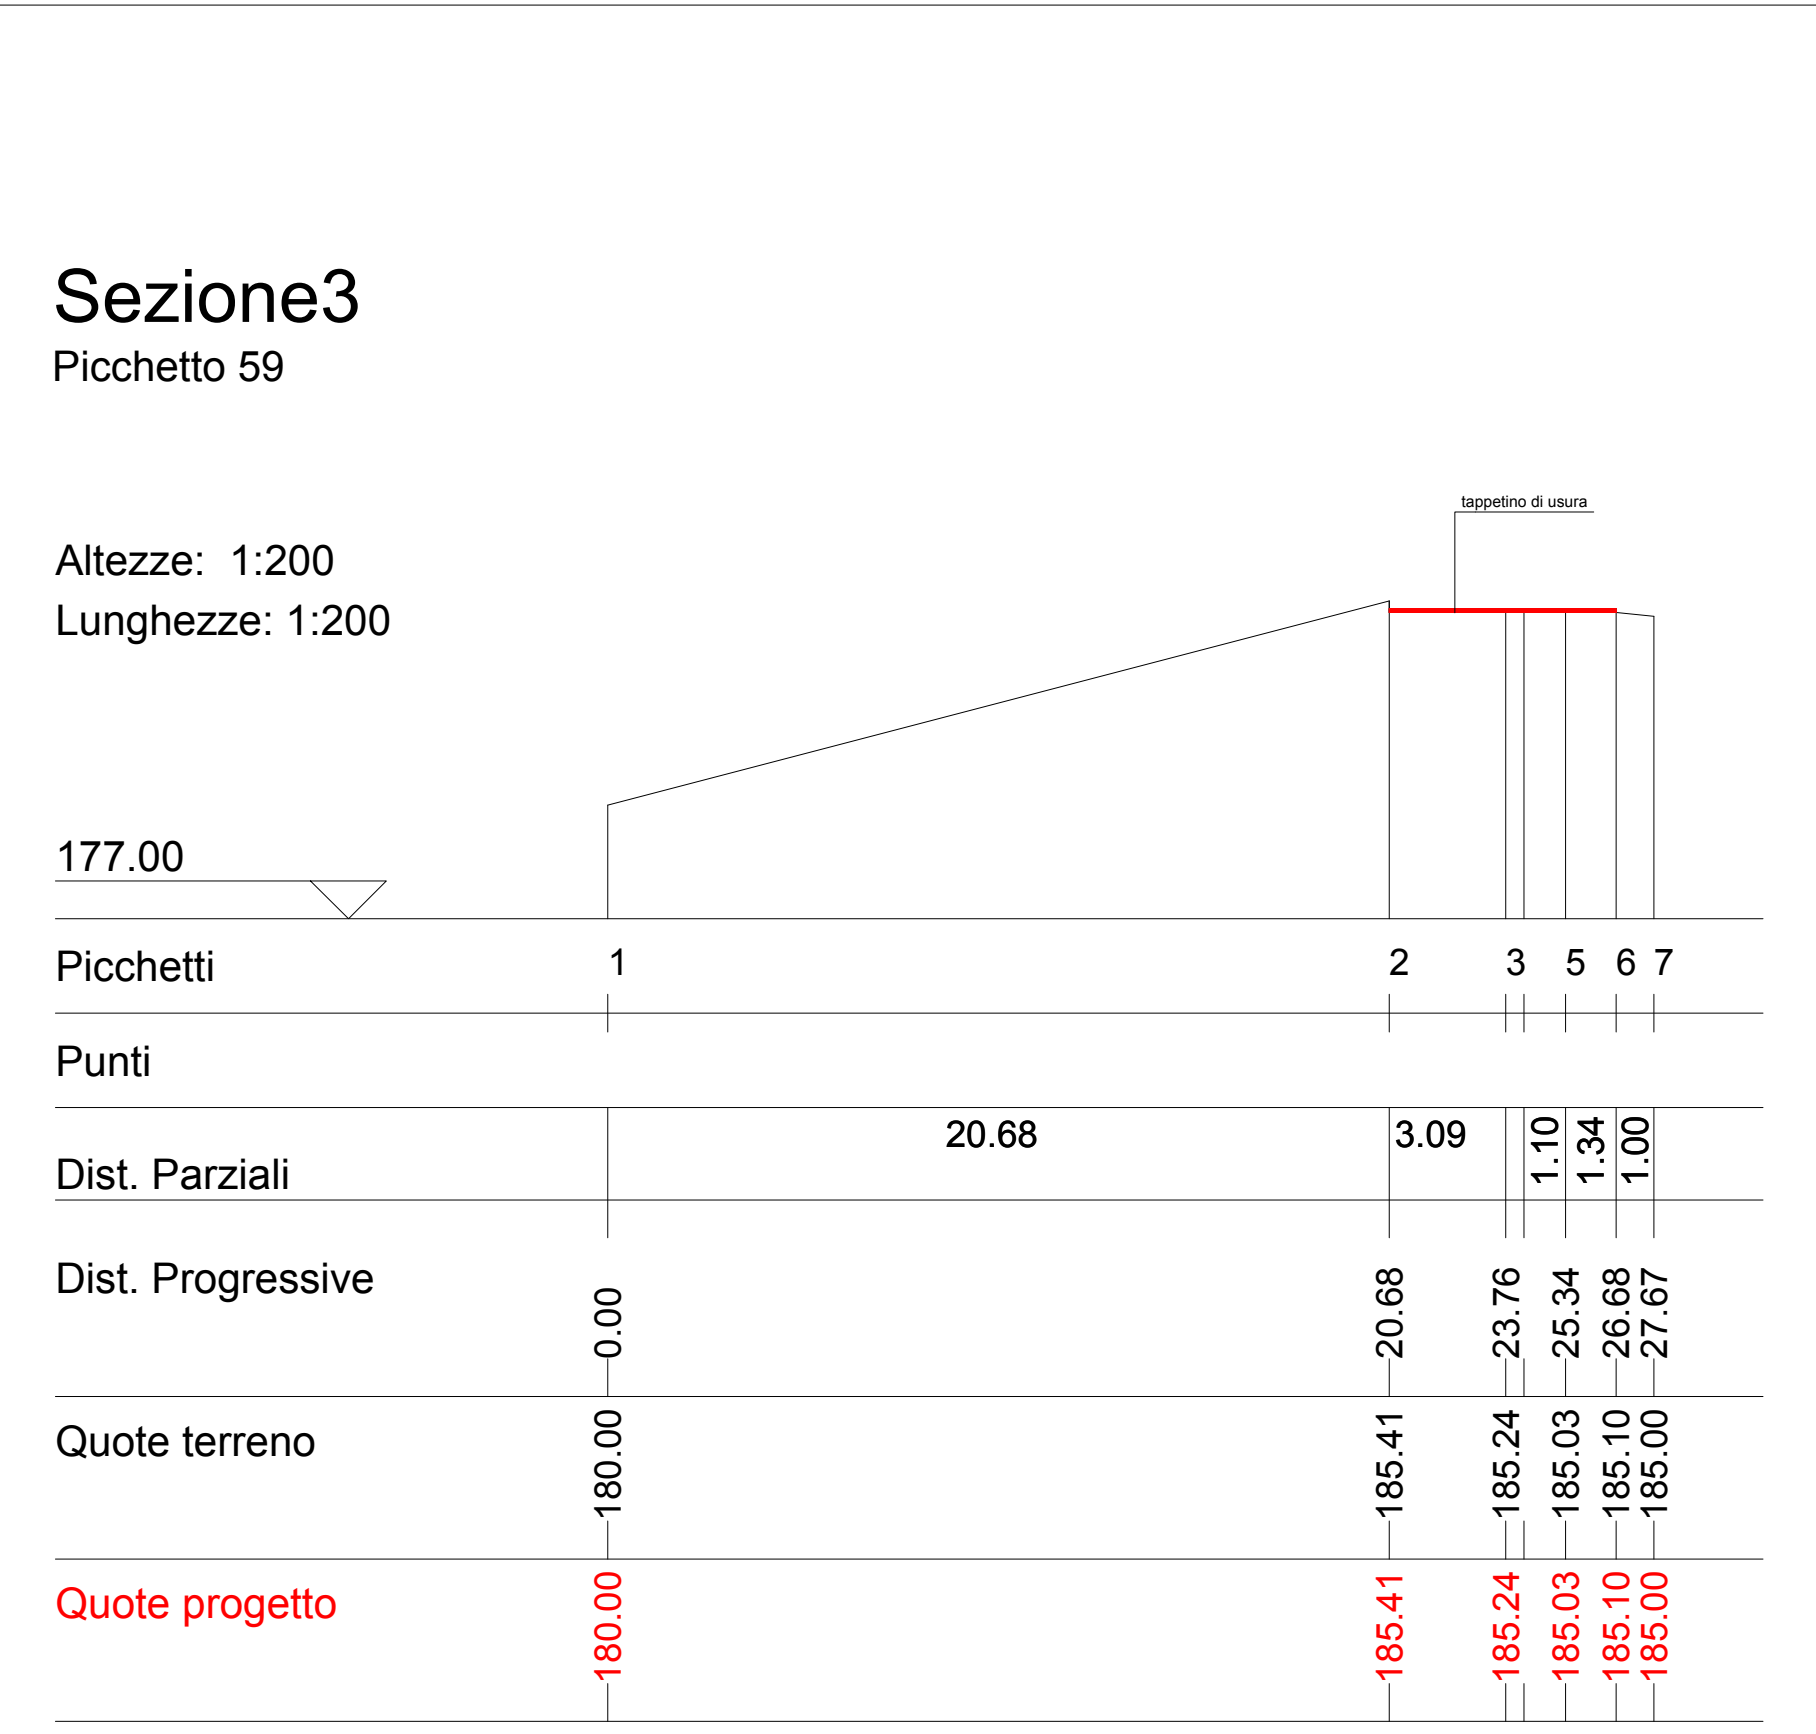 Sezione3
Picchetto 59
tappetino di usura
Altezze: 1:200
Lunghezze: 1:200
177.00
Picchetti 1 2 3 5 6 7
Punti
Dist. Parziali 20.68 3.09 1.10 1.34 1.00
Dist. Progressive 0.00 20.68 23.76 25.34 26.68 27.67
Quote terreno 180.00 185.41 185.24 185.03 185.10 185.00
Quote progetto 180.00 185.41 185.24 185.03 185.10 185.00